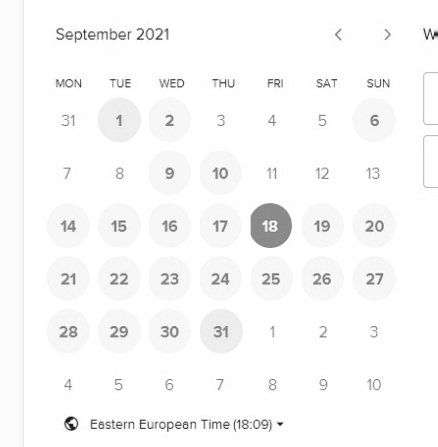 September 2021
MON TUE WED THU FRI SAT SUN
31 1 2 3 4 5 6
7 8 9 10 11 12 13
14 15 16 17 18 19 20
21 22 23 24 25 26 27
28 29 30 31 1 2 3
4 5 6 7 8 9 10
Eastern European Time (18:09)